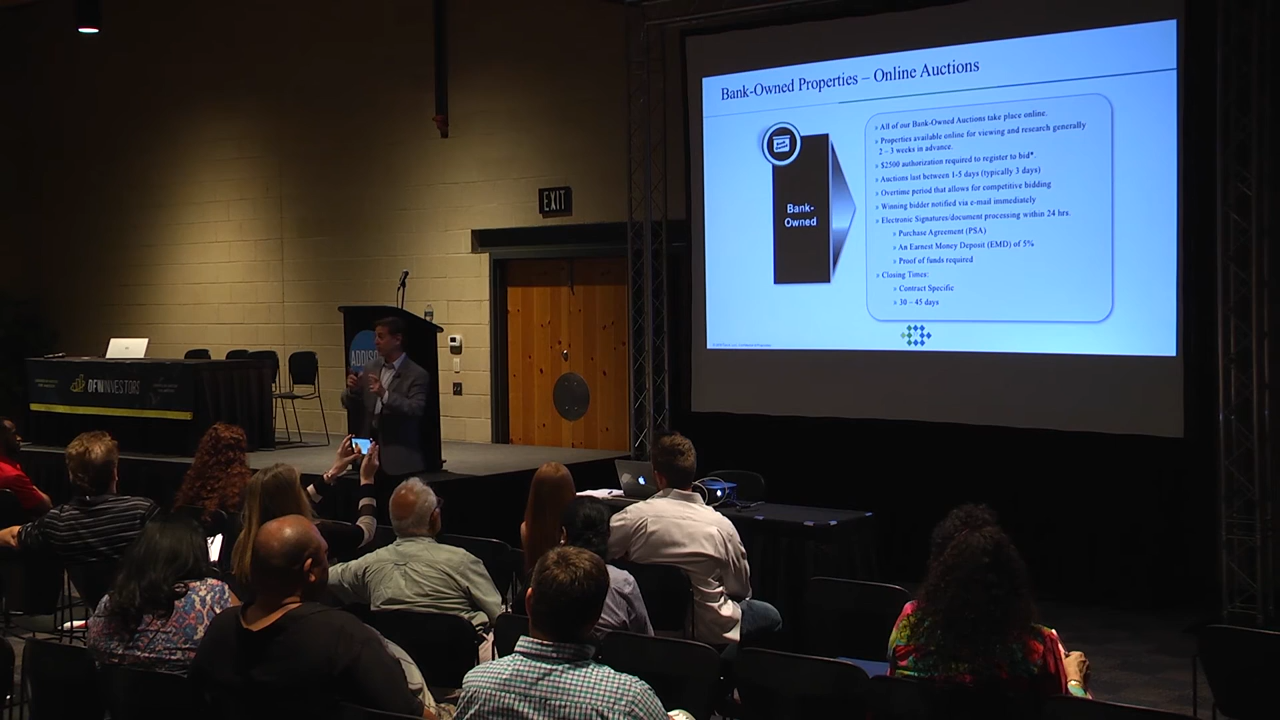 Bank-Owned Properties – Online Auctions
» All of our Bank-Owned Auctions take place online.
» Properties available online for viewing and research generally
2 – 3 weeks in advance.
» $2500 authorization required to register to bid*.
» Auctions last between 1-5 days (typically 3 days)
» Overtime period that allows for competitive bidding
» Winning bidder notified via e-mail immediately
» Electronic Signatures/document processing within 24 hrs.
» Purchase Agreement (PSA)
» An Earnest Money Deposit (EMD) of 5%
» Proof of funds required
» Closing Times:
» Contract Specific
» 30 – 45 days
Bank-
Owned
EXIT
ADDISO
DFWINVESTORS